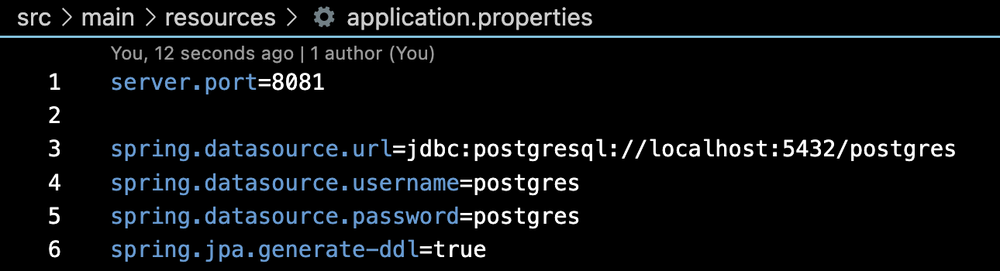 src > main > resources > application.properties
You, 12 seconds ago | 1 author (You)
1 server.port=8081
2
3 spring.datasource.url=jdbc:postgresql://localhost:5432/postgres
4 spring.datasource.username=postgres
5 spring.datasource.password=postgres
6 spring.jpa.generate-ddl=true